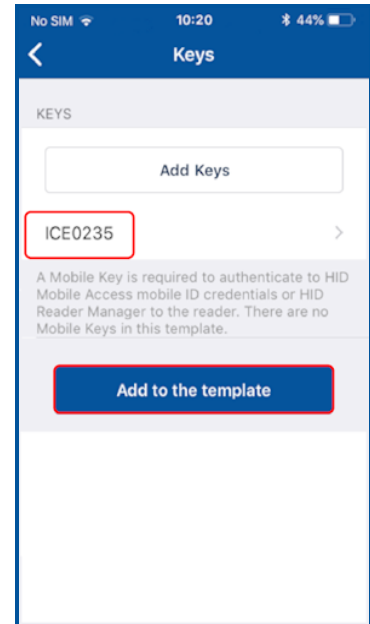 No SIM 10:20 44%
Keys
KEYS
Add Keys
ICE0235
A Mobile Key is required to authenticate to HID
Mobile Access mobile ID credentials or HID
Reader Manager to the reader. There are no
Mobile Keys in this template.
Add to the template